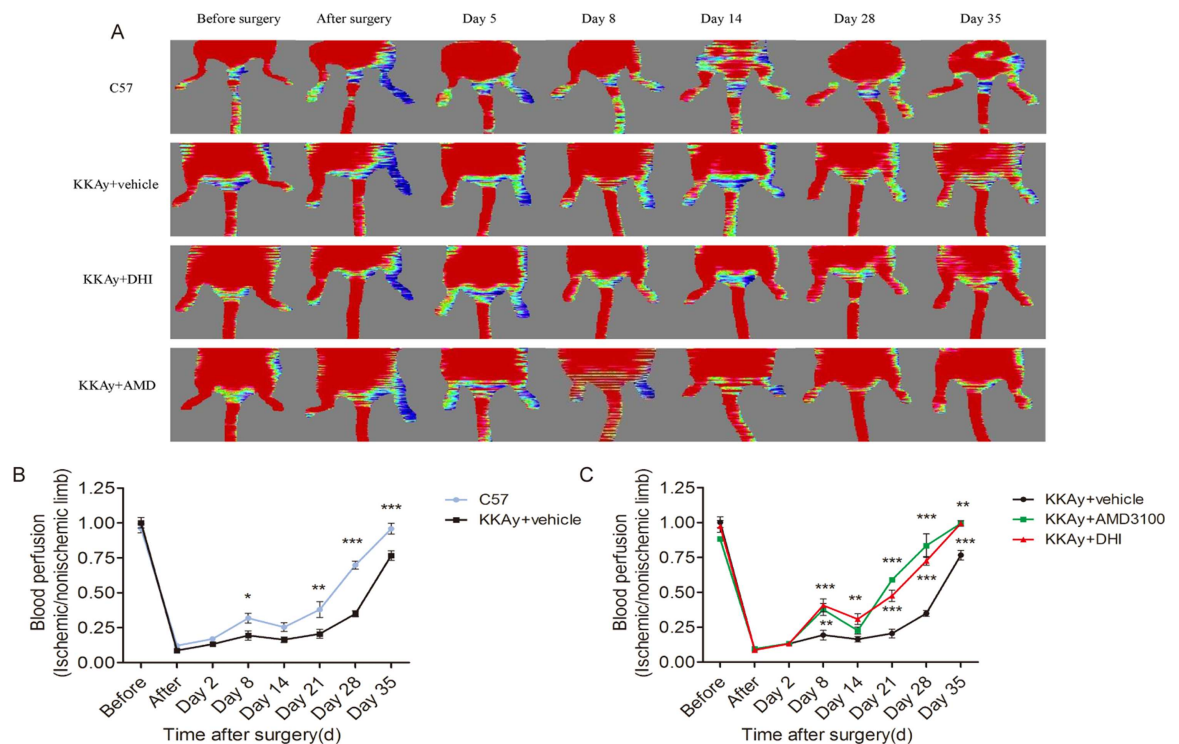 A
Before surgery After surgery Day 5 Day 8 Day 14 Day 28 Day 35
C57
KKAy+vehicle
KKAy+DHI
KKAy+AMD
B
Blood perfusion
(Ischemic/nonischemic limb)
1.25
1.00
0.75
0.50
0.25
0.00
* ** *** ***
C57
KKAy+vehicle
Before After Day 2 Day 8 Day 14 Day 21 Day 28 Day 35
Time after surgery(d)
C
Blood perfusion
(Ischemic/nonischemic limb)
1.25
1.00
0.75
0.50
0.25
0.00
*** ** *** *** **
** *** *** ***
KKAy+vehicle
KKAy+AMD3100
KKAy+DHI
Before After Day 2 Day 8 Day 14 Day 21 Day 28 Day 35
Time after surgery(d)